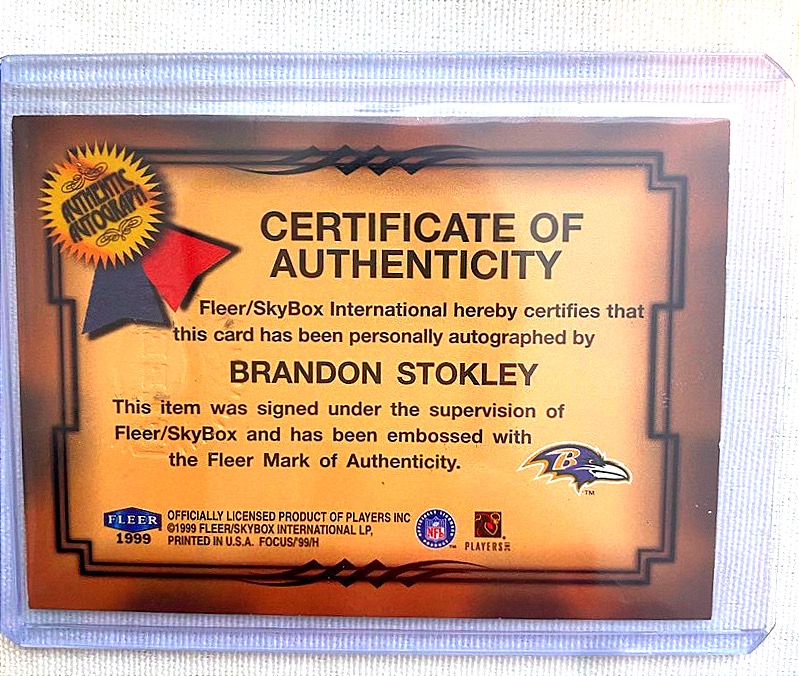 AUTHENTIC
AUTOGRAPH
CERTIFICATE OF
AUTHENTICITY
Fleer/SkyBox International hereby certifies that
this card has been personally autographed by
BRANDON STOKLEY
This item was signed under the supervision of
Fleer/SkyBox and has been embossed with
the Fleer Mark of Authenticity.
B
TM
FLEER
1999
OFFICIALLY LICENSED PRODUCT OF PLAYERS INC
©1999 FLEER/SKYBOX INTERNATIONAL LP,
PRINTED IN U.S.A. FOCUS/'99/H
NFL
PLAYERS